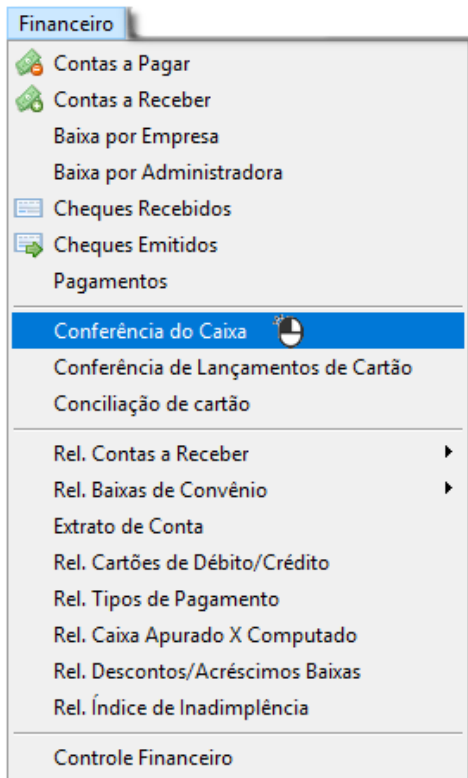 Financeiro
Contas a Pagar
Contas a Receber
Baixa por Empresa
Baixa por Administradora
Cheques Recebidos
Cheques Emitidos
Pagamentos
Conferência do Caixa
Conferência de Lançamentos de Cartão
Conciliação de cartão
Rel. Contas a Receber
Rel. Baixas de Convênio
Extrato de Conta
Rel. Cartões de Débito/Crédito
Rel. Tipos de Pagamento
Rel. Caixa Apurado X Computado
Rel. Descontos/Acréscimos Baixas
Rel. Índice de Inadimplência
Controle Financeiro